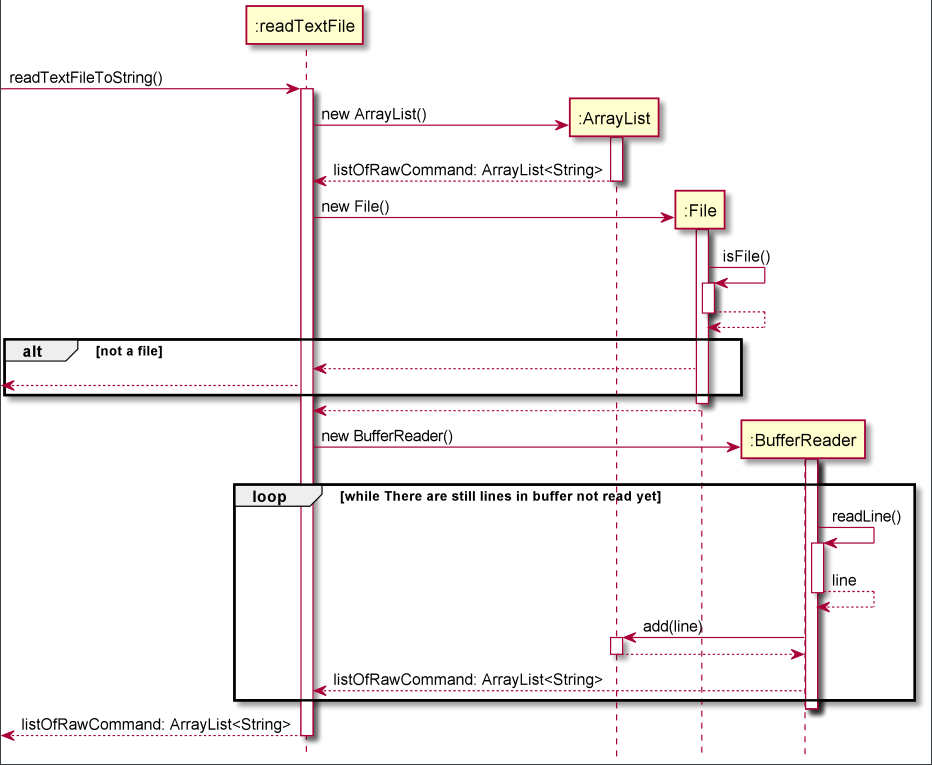 :readTextFile
readTextFileToString()
new ArrayList()
:ArrayList
listOfRawCommand: ArrayList<String>
new File()
:File
isFile()
alt
[not a file]
new BufferReader()
:BufferReader
loop
[while There are still lines in buffer not read yet]
readLine()
line
add(line)
listOfRawCommand: ArrayList<String>
listOfRawCommand: ArrayList<String>